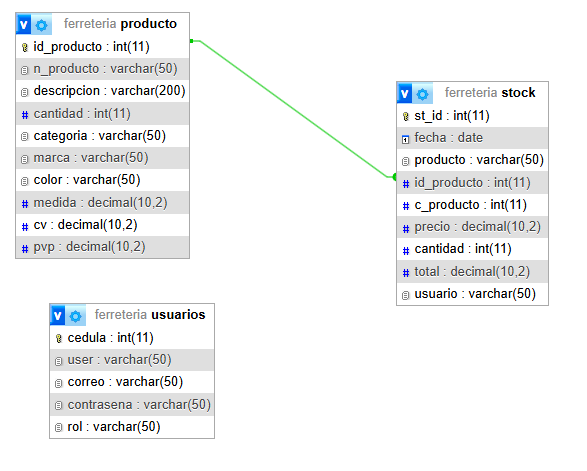 v ferreteria producto
id_producto : int(11)
n_producto : varchar(50)
descripcion : varchar(200)
# cantidad : int(11)
categoria : varchar(50)
marca : varchar(50)
color : varchar(50)
# medida : decimal(10,2)
# cv : decimal(10,2)
# pvp : decimal(10,2)
v ferreteria stock
st_id : int(11)
fecha : date
producto : varchar(50)
# id_producto : int(11)
# c_producto : int(11)
# precio : decimal(10,2)
# cantidad : int(11)
# total : decimal(10,2)
usuario : varchar(50)
v ferreteria usuarios
cedula : int(11)
user : varchar(50)
correo : varchar(50)
contrasena : varchar(50)
rol : varchar(50)